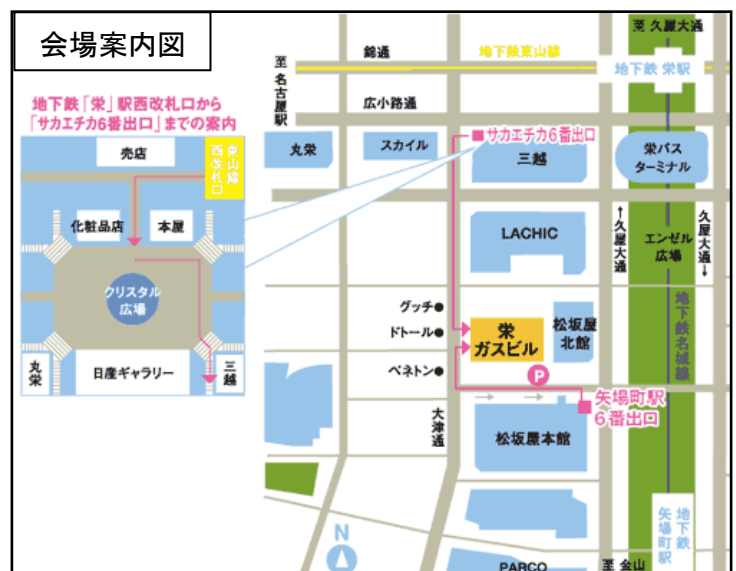 会場案内図
至 久屋大通
錦通
地下鉄東山線
至 名古屋駅
地下鉄 栄駅
広小路通
地下鉄「栄」駅西改札口から
「サカエチカ6番出口」までの案内
サカエチカ6番出口
丸栄
スカイル
三越
栄バス
ターミナル
売店
東山線
西改札口
化粧品店
本屋
クリスタル
広場
丸栄
日産ギャラリー
三越
LACHIC
←久屋大通
エンゼル
広場
久屋大通→
グッチ
ドトール
ベネトン
栄
ガスビル
松坂屋
北館
地下鉄名城線
P
矢場町駅
6番出口
大津通
松坂屋本館
N
地下鉄
矢場町駅
PARCO
至 金山